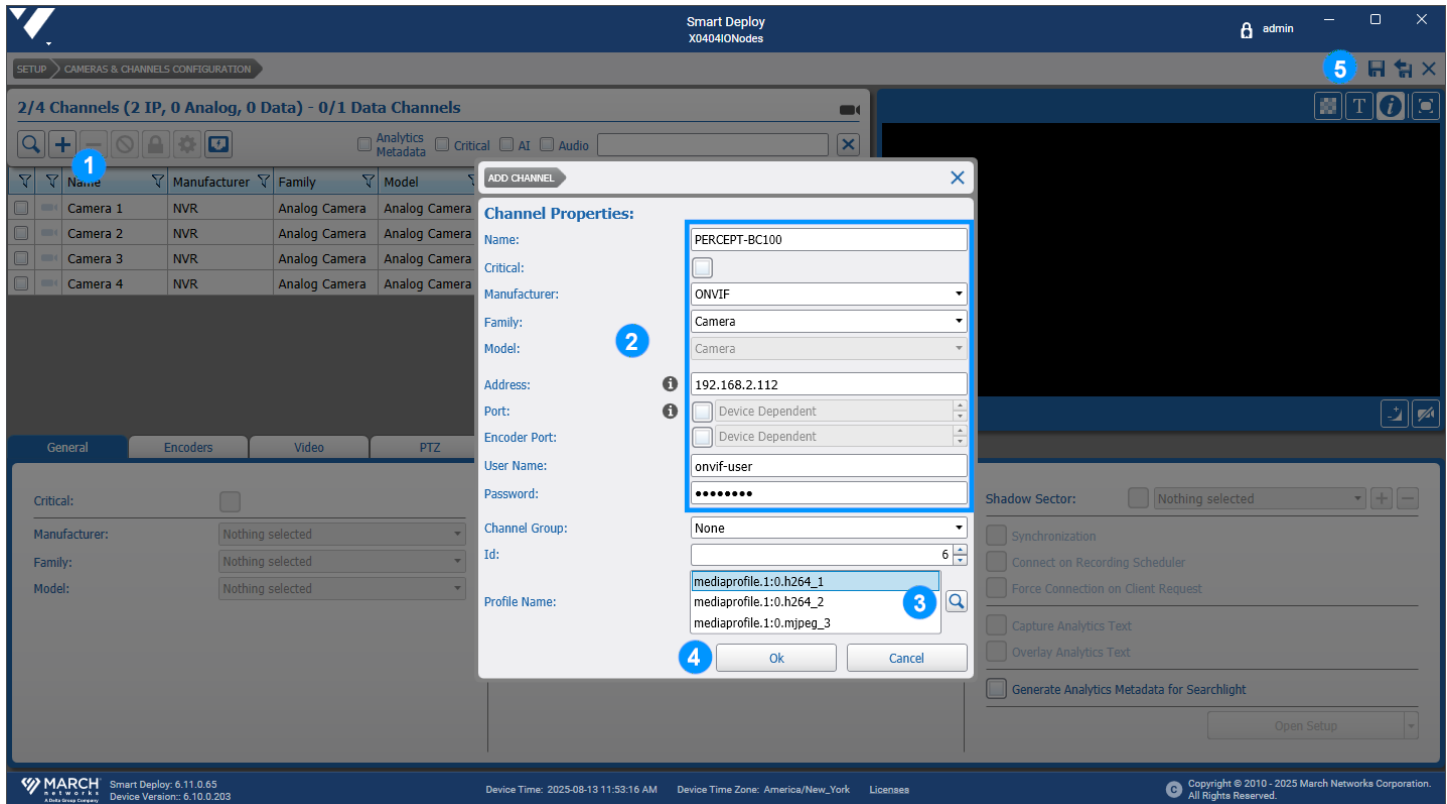 Smart Deploy
X0404IONodes
admin
SETUP
CAMERAS & CHANNELS CONFIGURATION
5
2/4 Channels (2 IP, 0 Analog, 0 Data) - 0/1 Data Channels
Analytics
Metadata
Critical
AI
Audio
1
Name Manufacturer Family Model
Camera 1 NVR Analog Camera Analog Camera
Camera 2 NVR Analog Camera Analog Camera
Camera 3 NVR Analog Camera Analog Camera
Camera 4 NVR Analog Camera Analog Camera
ADD CHANNEL
Channel Properties:
Name: PERCEPT-BC100
Critical:
Manufacturer: ONVIF
Family: Camera
2
Model: Camera
Address: 192.168.2.112
Port: Device Dependent
Encoder Port: Device Dependent
User Name: onvif-user
Password: ●●●●●●●●
Channel Group: None
Id: 6
Profile Name:
mediaprofile.1:0.h264_1
mediaprofile.1:0.h264_2
mediaprofile.1:0.mjpeg_3
3
4
Ok Cancel
T
i
General Encoders Video PTZ
Critical:
Manufacturer: Nothing selected
Family: Nothing selected
Model: Nothing selected
Shadow Sector: Nothing selected
Synchronization
Connect on Recording Scheduler
Force Connection on Client Request
Capture Analytics Text
Overlay Analytics Text
Generate Analytics Metadata for Searchlight
Open Setup
MARCH
networks
A Delta Group Company
Smart Deploy: 6.11.0.65
Device Version:: 6.10.0.203
Device Time: 2025-08-13 11:53:16 AM Device Time Zone: America/New_York Licenses
Copyright © 2010 - 2025 March Networks Corporation.
All Rights Reserved.